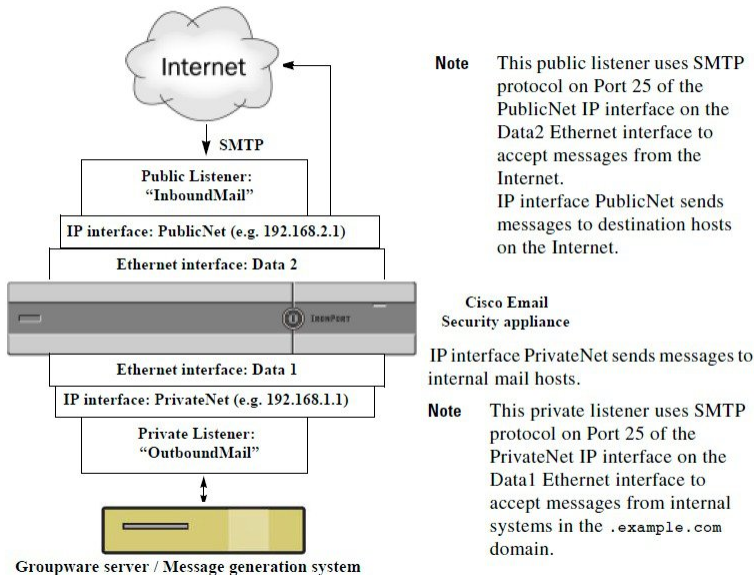 Internet
SMTP
Public Listener:
“InboundMail”
IP interface: PublicNet (e.g. 192.168.2.1)
Ethernet interface: Data 2
IRONPORT
Ethernet interface: Data 1
IP interface: PrivateNet (e.g. 192.168.1.1)
Private Listener:
“OutboundMail”
Groupware server / Message generation system
Note This public listener uses SMTP
protocol on Port 25 of the
PublicNet IP interface on the
Data2 Ethernet interface to
accept messages from the
Internet.
IP interface PublicNet sends
messages to destination hosts
on the Internet.
Cisco Email
Security appliance
IP interface PrivateNet sends messages to
internal mail hosts.
Note This private listener uses SMTP
protocol on Port 25 of the
PrivateNet IP interface on the
Data1 Ethernet interface to
accept messages from internal
systems in the .example.com
domain.